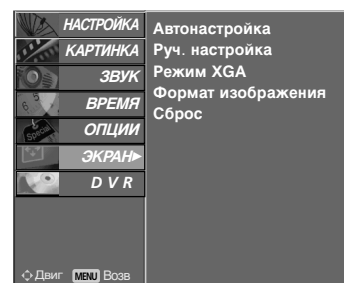 НАСТРОЙКА
КАРТИНКА
ЗВУК
ВРЕМЯ
ОПЦИИ
ЭКРАН
D V R
Автонастройка
Руч. настройка
Режим XGA
Формат изображения
Сброс
Двиг MENU Возв